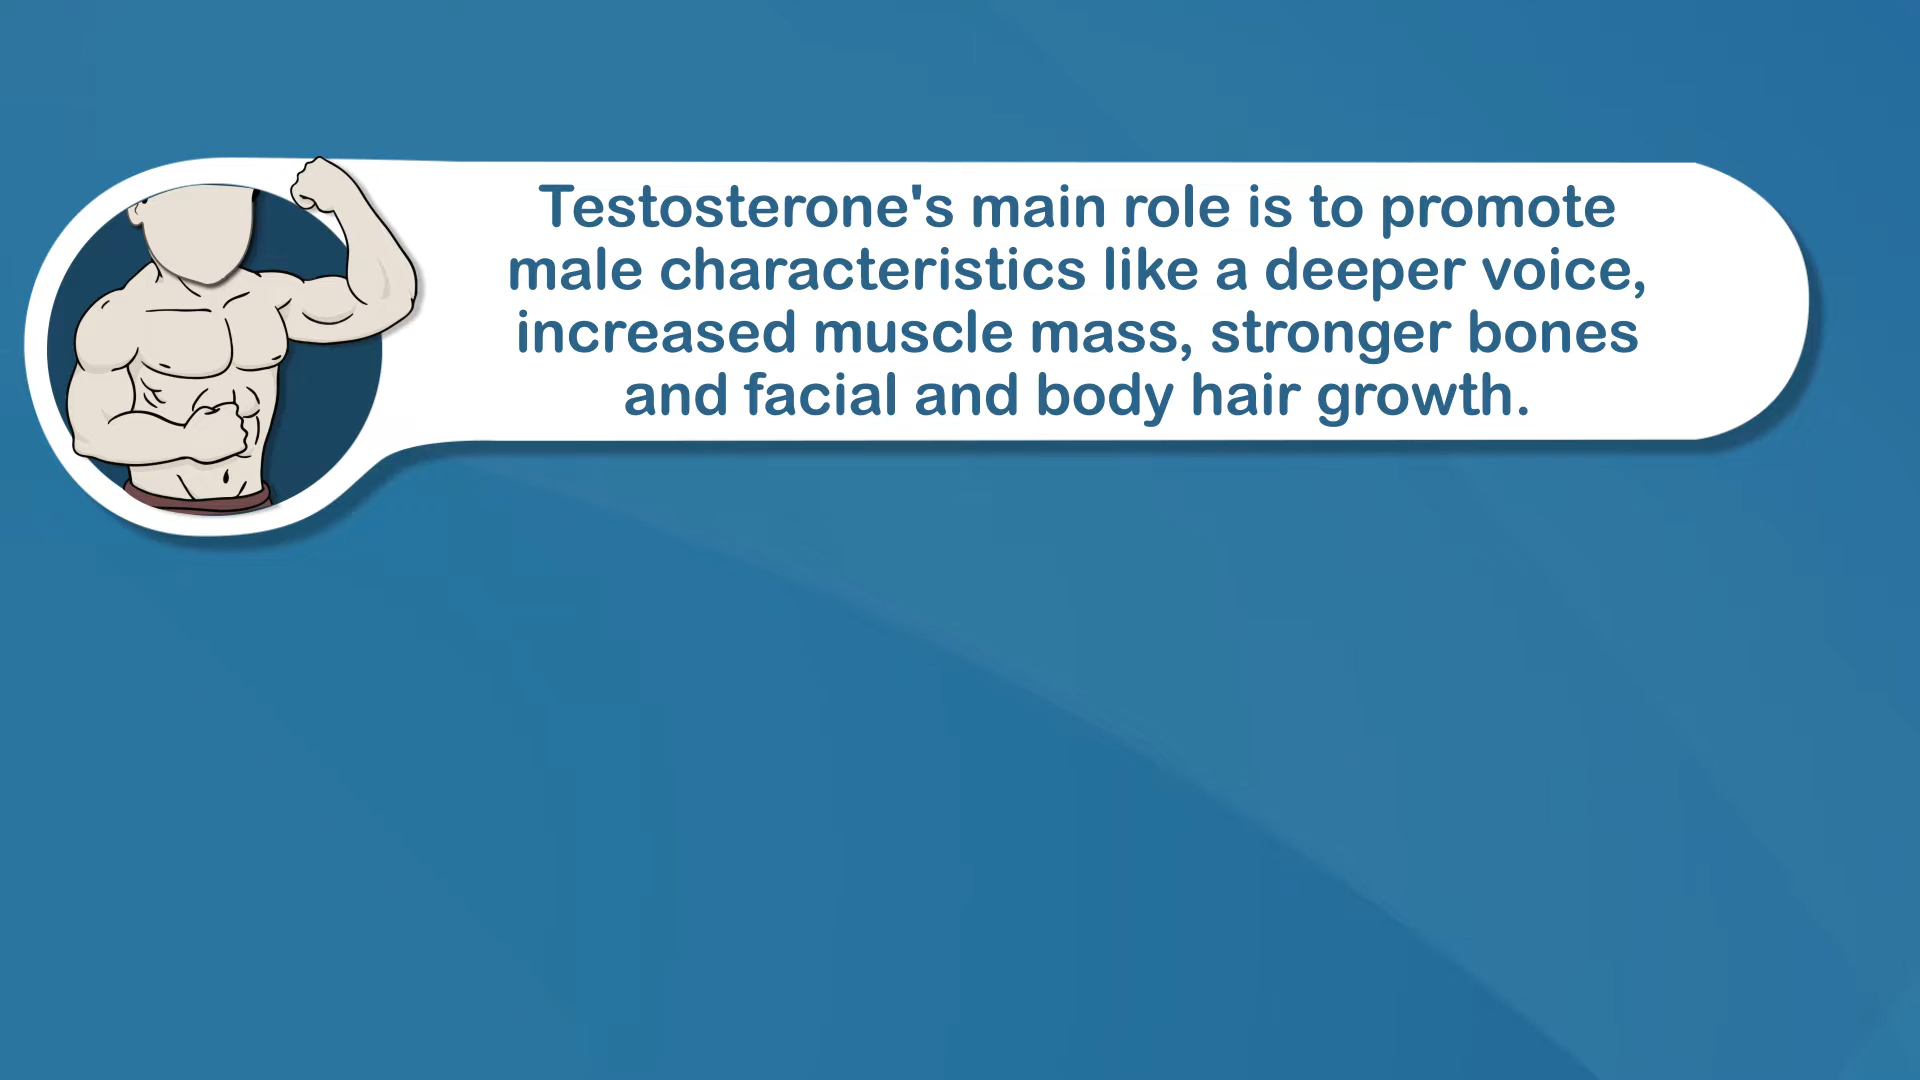 Testosterone's main role is to promote
male characteristics like a deeper voice,
increased muscle mass, stronger bones
and facial and body hair growth.